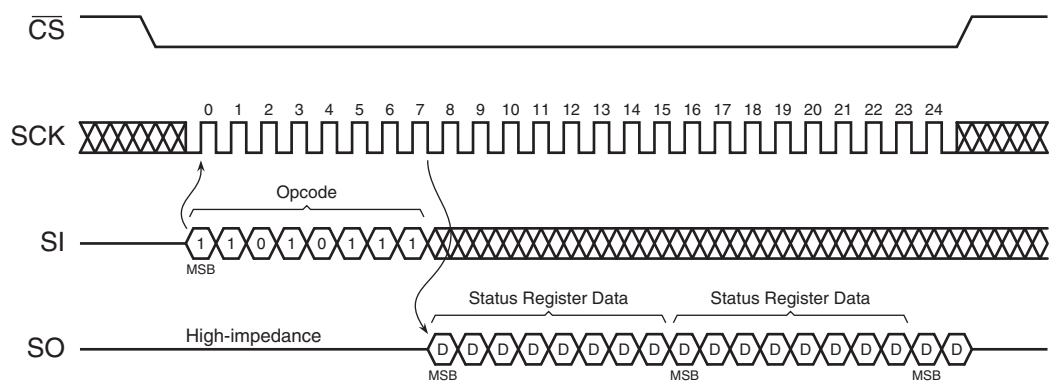 CS
0 1 2 3 4 5 6 7 8 9 10 11 12 13 14 15 16 17 18 19 20 21 22 23 24
SCK
Opcode
SI 1 1 0 1 0 1 1 1
MSB
Status Register Data Status Register Data
High-impedance
SO D D D D D D D D D D D D D D D D D D
MSB MSB MSB